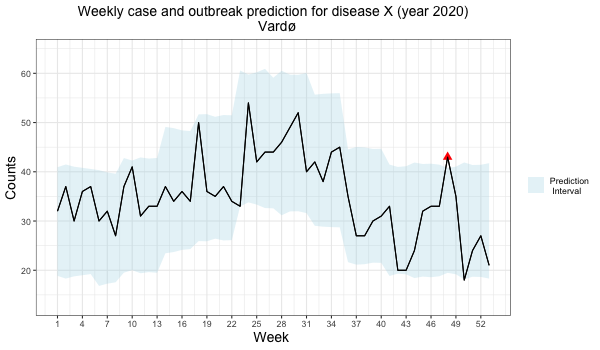 Weekly case and outbreak prediction for disease X (year 2020)
Vardø
Counts
60
50
40
30
20
1 4 7 10 13 16 19 22 25 28 31 34 37 40 43 46 49 52
Week
Prediction
Interval